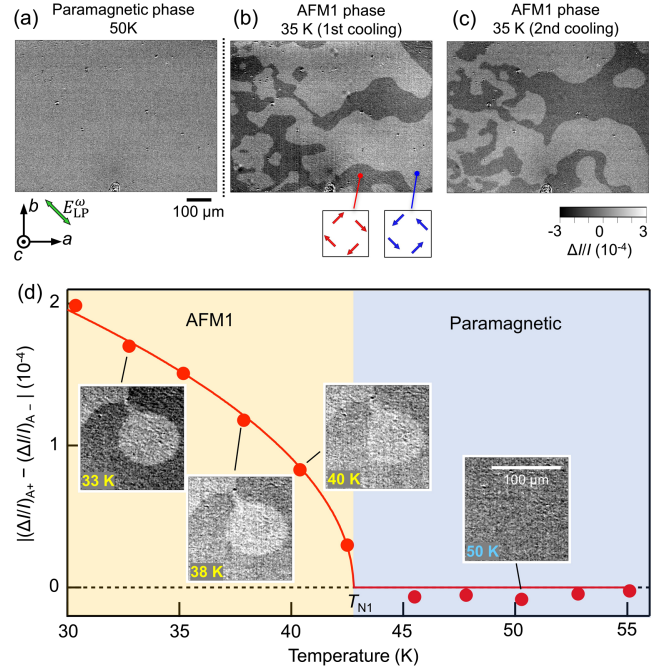 (a) Paramagnetic phase
50K
(b) AFM1 phase
35 K (1st cooling)
(c) AFM1 phase
35 K (2nd cooling)
b
a
c
E^ω_LP
100 μm
-3 0 3
ΔI/I (10⁻⁴)
(d)
AFM1
Paramagnetic
|(ΔI/I)_A+ − (ΔI/I)_A− | (10⁻⁴)
2
1
0
33 K
38 K
40 K
100 μm
50 K
T_N1
30 35 40 45 50 55
Temperature (K)